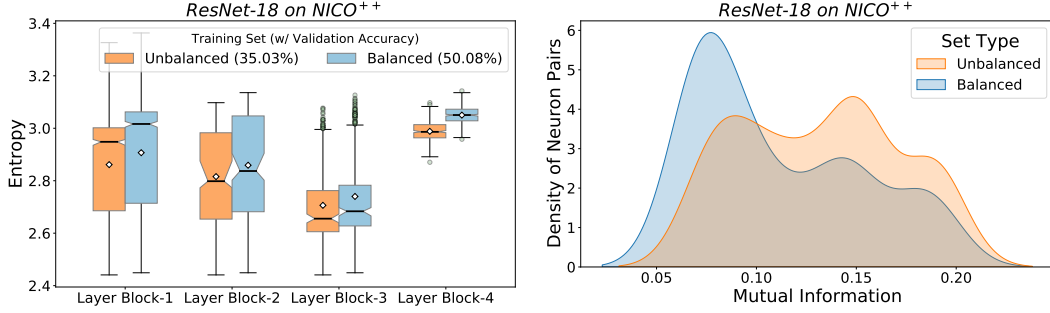 ResNet-18 on NICO++
Entropy
3.4
3.2
3.0
2.8
2.6
2.4
Training Set (w/ Validation Accuracy)
Unbalanced (35.03%) Balanced (50.08%)
Layer Block-1 Layer Block-2 Layer Block-3 Layer Block-4
ResNet-18 on NICO++
Density of Neuron Pairs
6
5
4
3
2
1
0
Set Type
Unbalanced
Balanced
0.05 0.10 0.15 0.20
Mutual Information